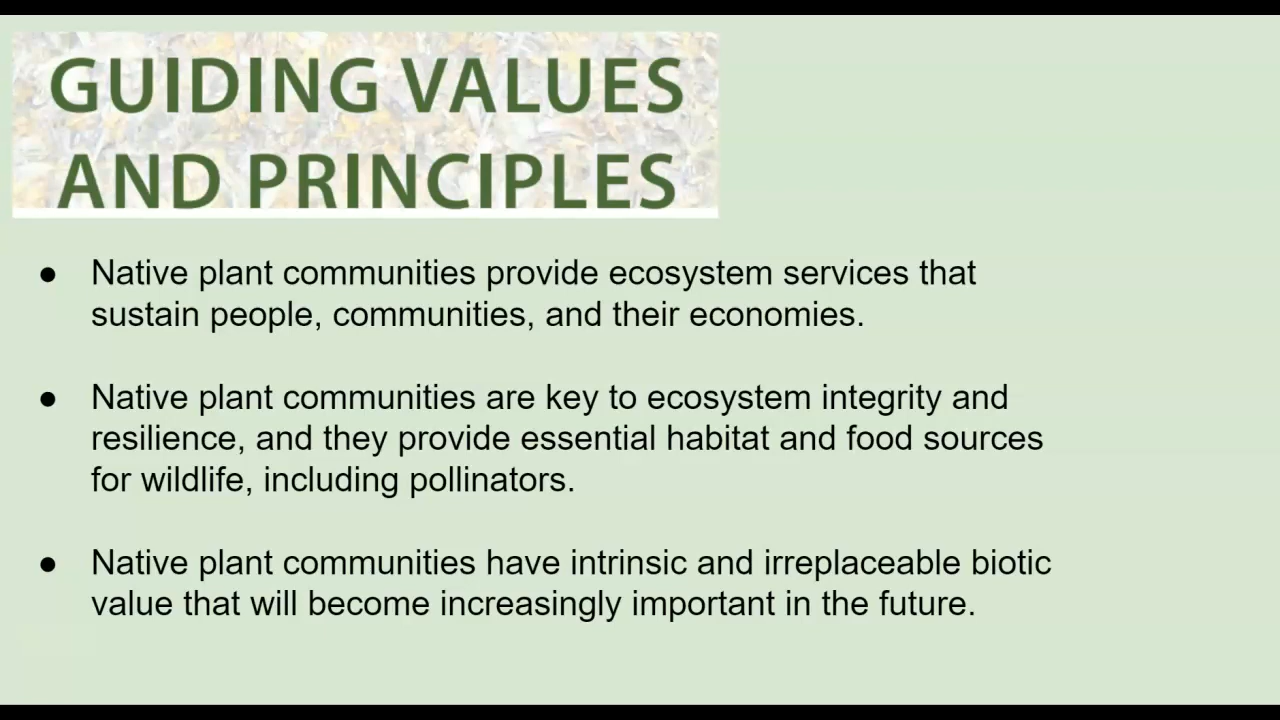 GUIDING VALUES
AND PRINCIPLES
● Native plant communities provide ecosystem services that
sustain people, communities, and their economies.
● Native plant communities are key to ecosystem integrity and
resilience, and they provide essential habitat and food sources
for wildlife, including pollinators.
● Native plant communities have intrinsic and irreplaceable biotic
value that will become increasingly important in the future.